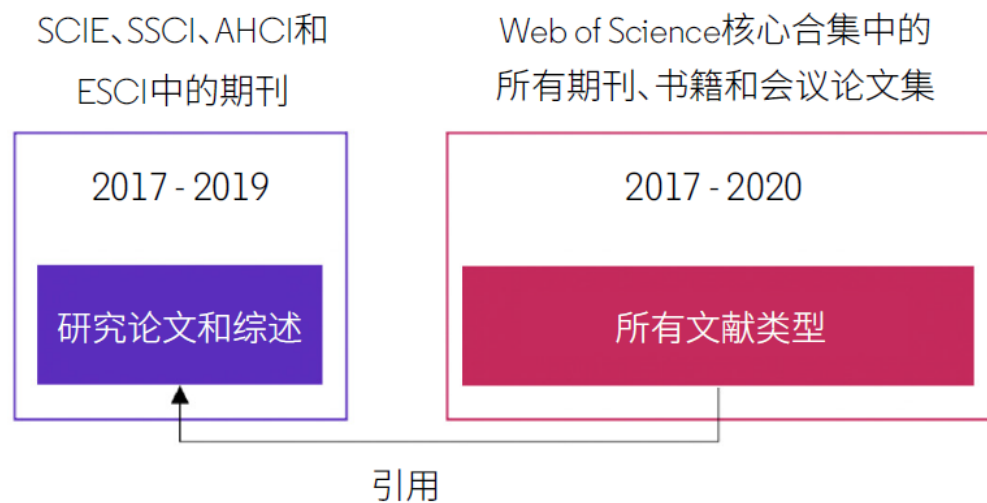 SCIE、SSCI、AHCI和
ESCI中的期刊
2017 - 2019
研究论文和综述
Web of Science核心合集中的
所有期刊、书籍和会议论文集
2017 - 2020
所有文献类型
引用